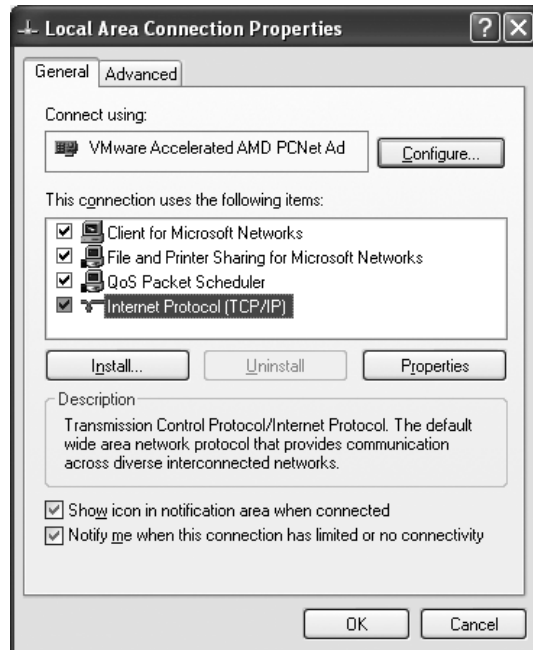 Local Area Connection Properties
General Advanced
Connect using:
VMware Accelerated AMD PCNet Ad
Configure...
This connection uses the following items:
Client for Microsoft Networks
File and Printer Sharing for Microsoft Networks
QoS Packet Scheduler
Internet Protocol (TCP/IP)
Install... Uninstall Properties
Description
Transmission Control Protocol/Internet Protocol. The default
wide area network protocol that provides communication
across diverse interconnected networks.
Show icon in notification area when connected
Notify me when this connection has limited or no connectivity
OK Cancel